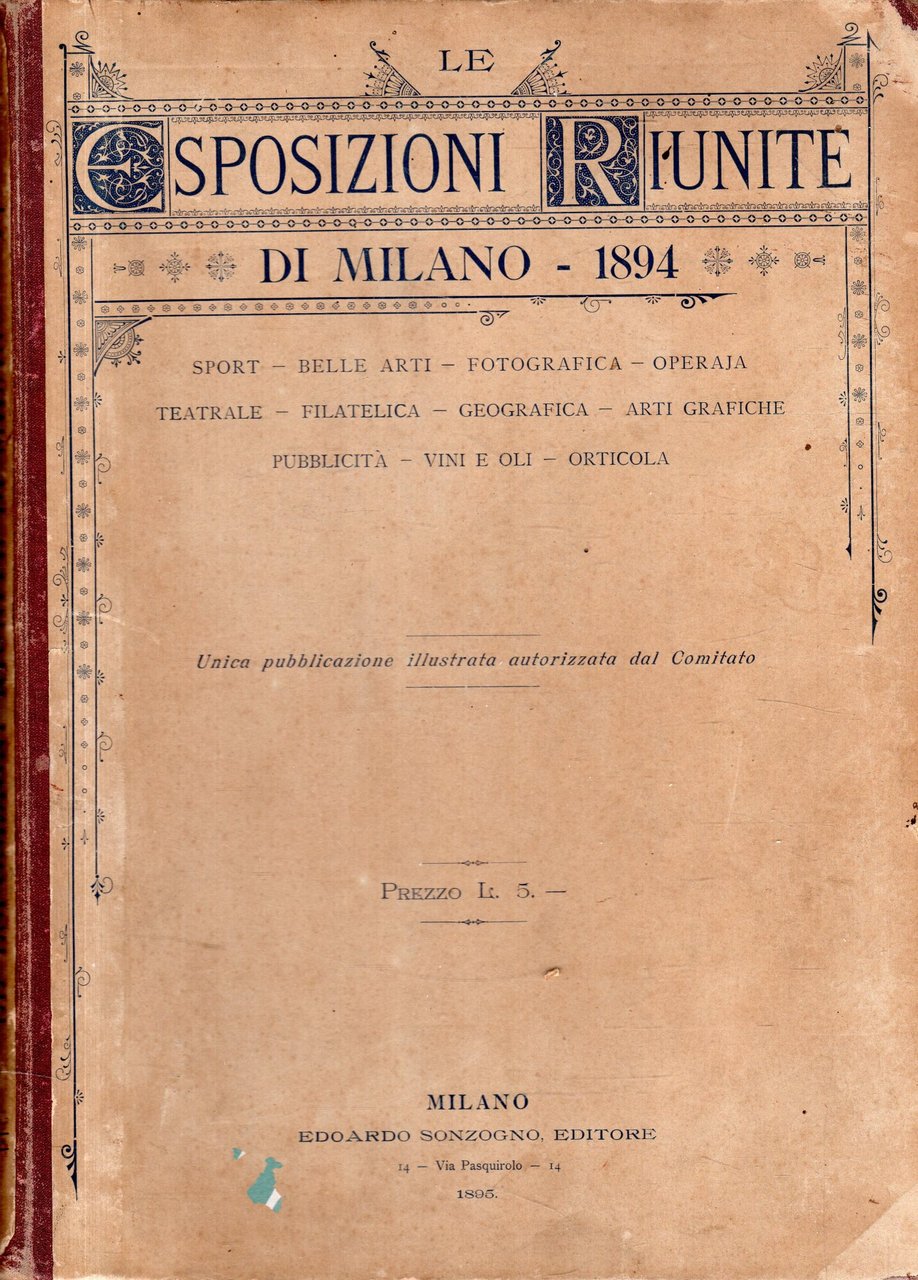 LE
ESPOSIZIONI RIUNITE
DI MILANO - 1894
SPORT — BELLE ARTI — FOTOGRAFICA — OPERAJA
TEATRALE — FILATELICA — GEOGRAFICA — ARTI GRAFICHE
PUBBLICITÀ — VINI E OLI — ORTICOLA
Unica pubblicazione illustrata autorizzata dal Comitato
PREZZO L. 5. —
MILANO
EDOARDO SONZOGNO, EDITORE
14 — Via Pasquirolo — 14
1895.